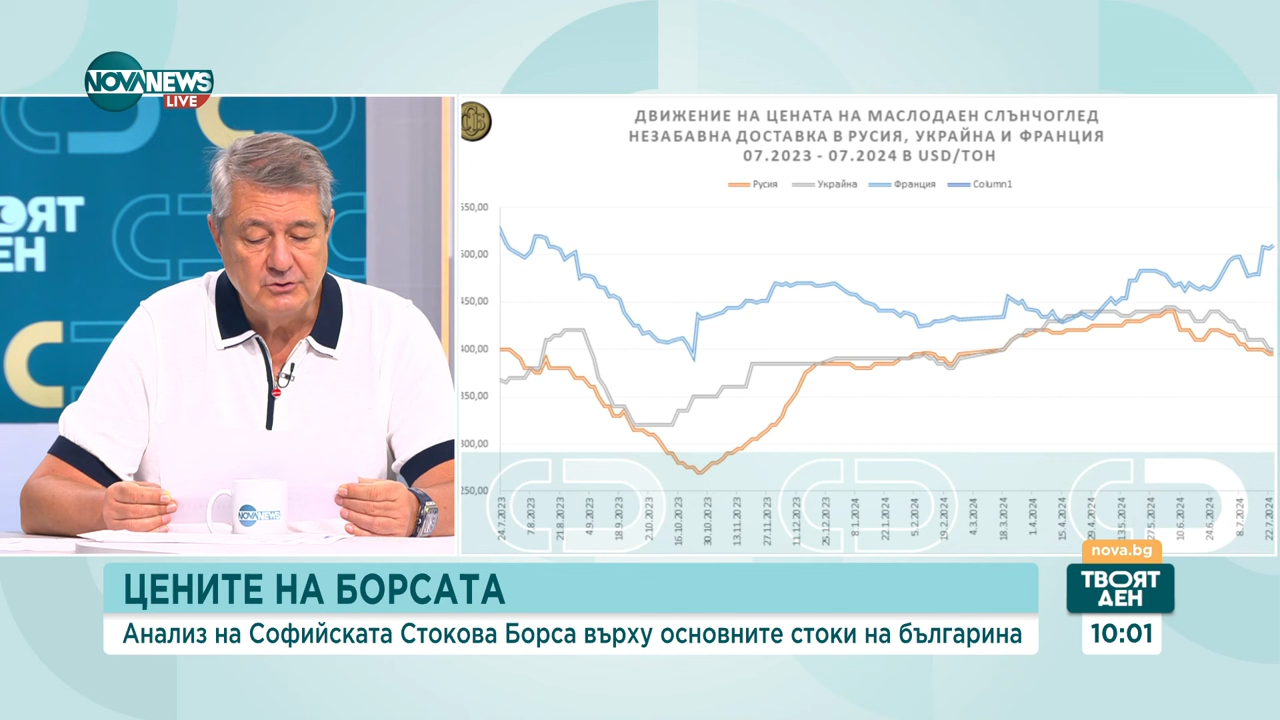 NOVA NEWS
LIVE
ОЯТ
ЕН
NOVA NEWS
ДВИЖЕНИЕ НА ЦЕНАТА НА МАСЛОДАЕН СЛЪНЧОГЛЕД
НЕЗАБАВНА ДОСТАВКА В РУСИЯ, УКРАЙНА И ФРАНЦИЯ
07.2023 - 07.2024 В USD/ТОН
Русия Украйна Франция Column1
550,00
500,00
450,00
400,00
350,00
300,00
250,00
24.7.2023 7.8.2023 21.8.2023 4.9.2023 18.9.2023 2.10.2023 16.10.2023 30.10.2023 13.11.2023 27.11.2023 11.12.2023 25.12.2023 8.1.2024 22.1.2024 5.2.2024 19.2.2024 4.3.2024 18.3.2024 1.4.2024 15.4.2024 29.4.2024 13.5.2024 27.5.2024 10.6.2024 24.6.2024 8.7.2024 22.7.2024
nova.bg
ТВОЯТ
ДЕН
10:01
ЦЕНИТЕ НА БОРСАТА
Анализ на Софийската Стокова Борса върху основните стоки на българина